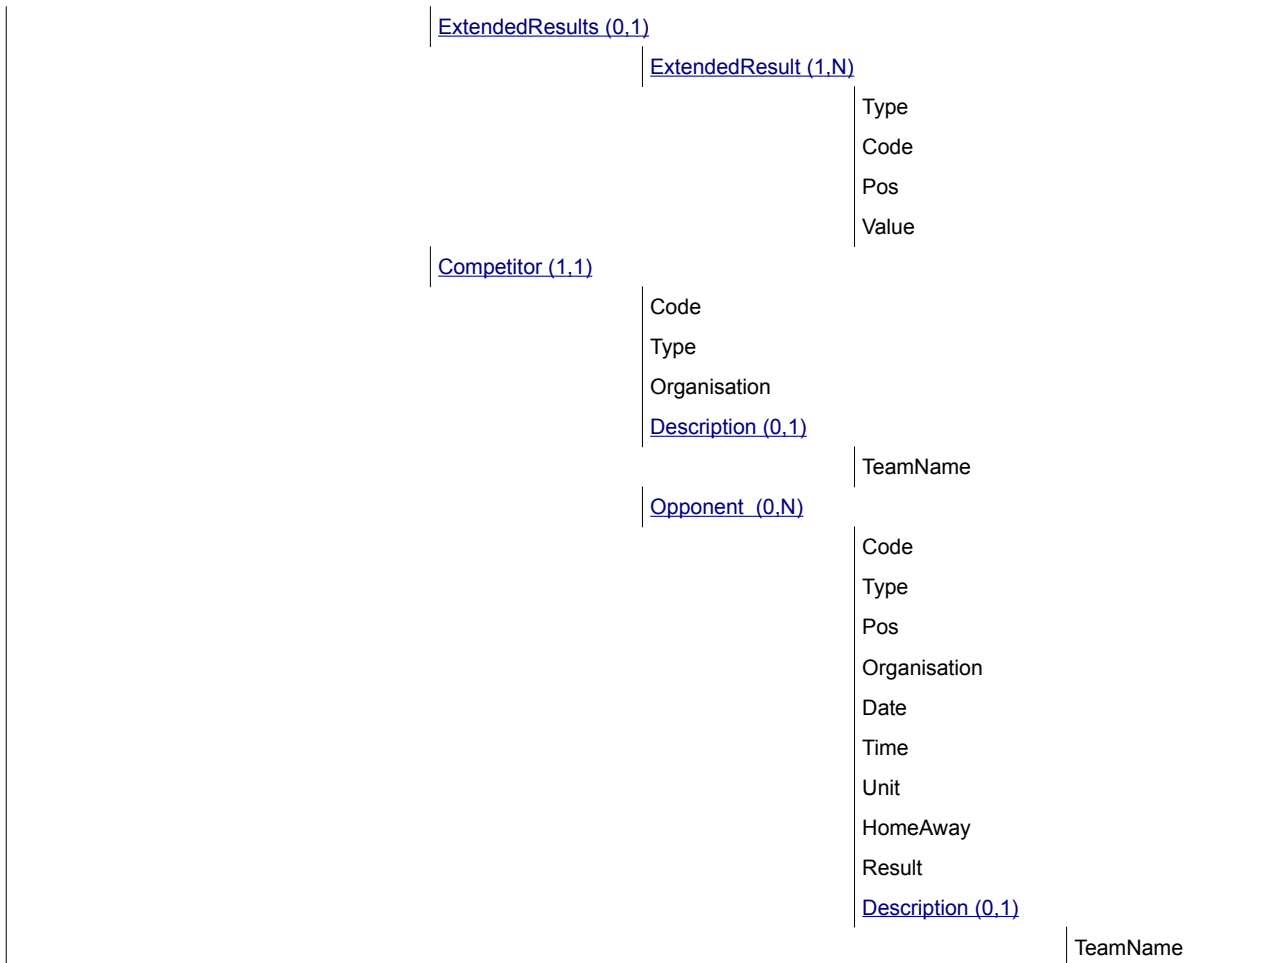 ExtendedResults (0,1)
ExtendedResult (1,N)
Type
Code
Pos
Value
Competitor (1,1)
Code
Type
Organisation
Description (0,1)
TeamName
Opponent  (0,N)
Code
Type
Pos
Organisation
Date
Time
Unit
HomeAway
Result
Description (0,1)
TeamName